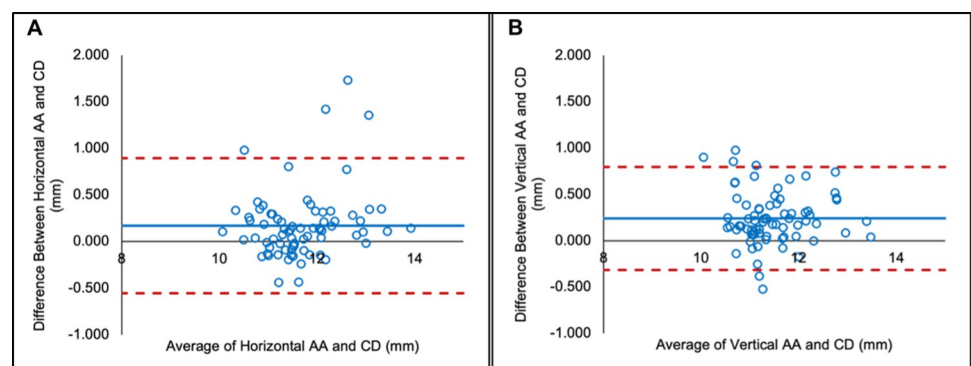 A
Difference Between Horizontal AA and CD
(mm)
2.000
1.500
1.000
0.500
0.000
-0.500
-1.000
8
10
12
14
Average of Horizontal AA and CD (mm)
B
Difference Between Vertical AA and CD
(mm)
2.000
1.500
1.000
0.500
0.000
-0.500
-1.000
8
10
12
14
Average of Vertical AA and CD (mm)